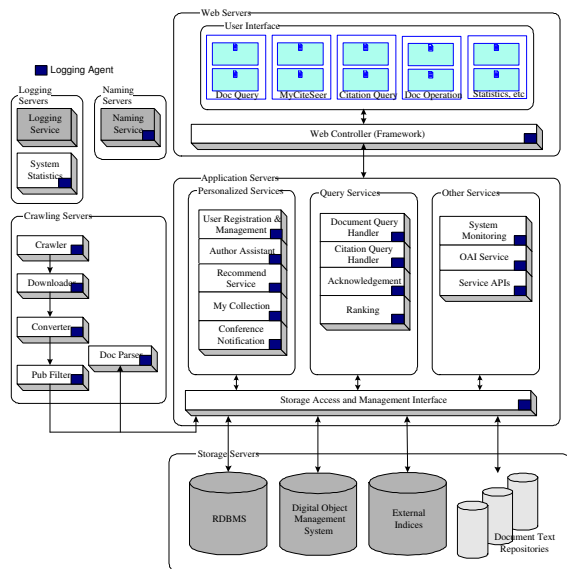 Web Servers
User Interface
Doc Query
MyCiteSeer
Citation Query
Doc Operation
Statistics, etc
Web Controller (Framework)
Logging Agent
Logging
Servers
Logging
Service
System
Statistics
Naming
Servers
Naming
Service
Application Servers
Personalized Services
User Registration &
Management
Author Assistant
Recommend
Service
My Collection
Conference
Notification
Query Services
Document Query
Handler
Citation Query
Handler
Acknowledgement
Ranking
Other Services
System
Monitoring
OAI Service
Service APIs
Crawling Servers
Crawler
Downloader
Converter
Doc Parser
Pub Filter
Storage Access and Management Interface
Storage Servers
RDBMS
Digital Object
Management
System
External
Indices
Document Text
Repositories